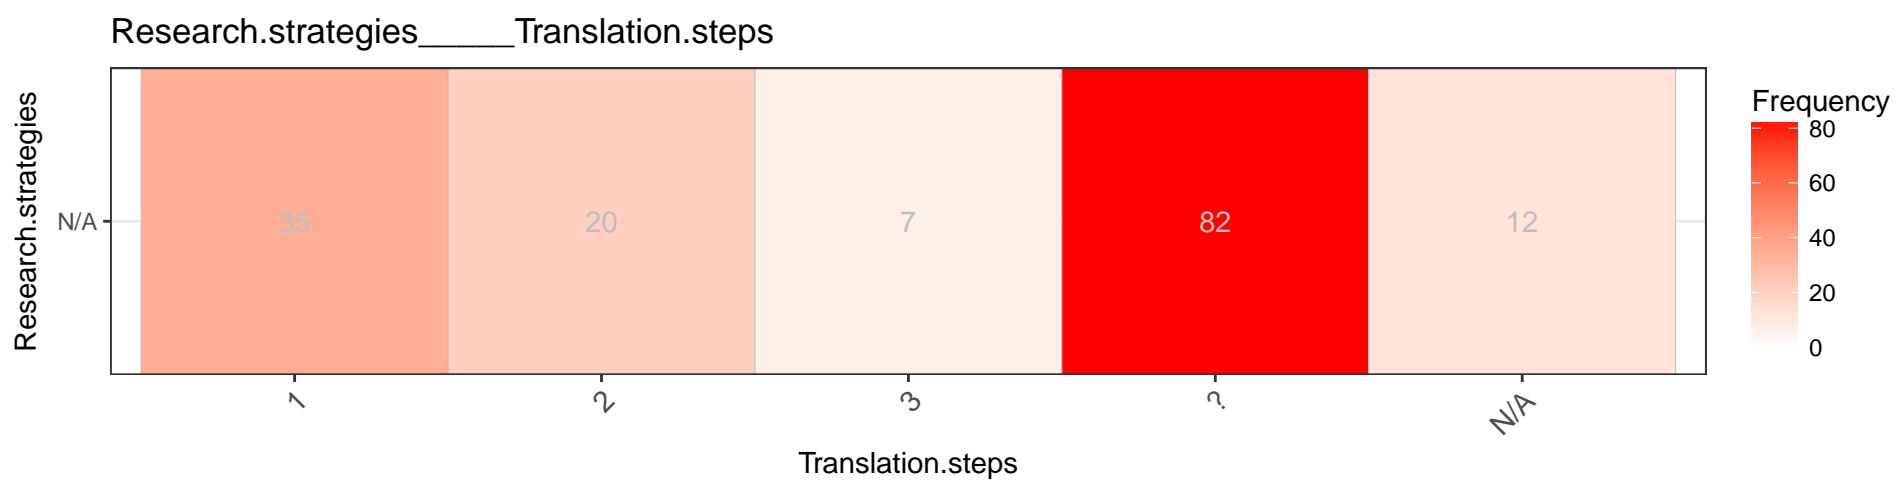 Research.strategies_____Translation.steps
Research.strategies
N/A
35
20
7
82
12
1
2
3
?
N/A
Translation.steps
Frequency
80
60
40
20
0